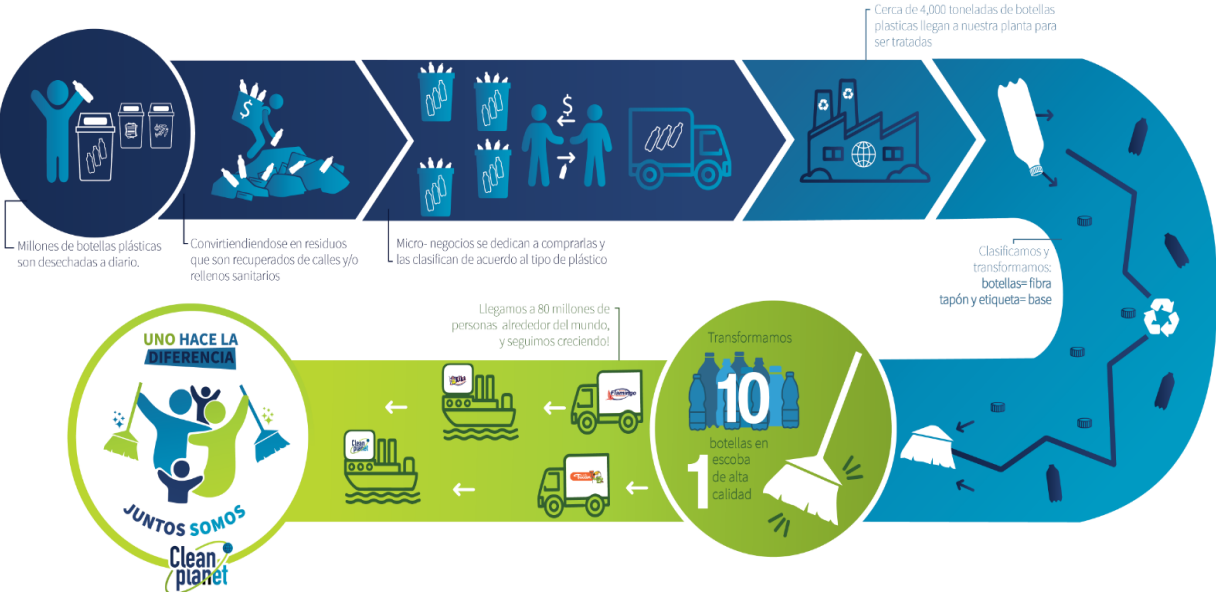 Cerca de 4,000 toneladas de botellas
plasticas llegan a nuestra planta para
ser tratadas
$
$
Millones de botellas plásticas
son desechadas a diario.
Convirtiendose en residuos
que son recuperados de calles y/o
rellenos sanitarios
Micro- negocios se dedican a comprarlas y
las clasifican de acuerdo al tipo de plástico
Clasificamos y
transformamos:
botellas= fibra
tapón y etiqueta= base
Llegamos a 80 millones de
personas alrededor del mundo,
y seguimos creciendo!
Transformamos
10
botellas en
1 escoba
de alta
calidad
Flamingo
Clean
planet
UNO HACE LA
DIFERENCIA
JUNTOS SOMOS
Clean
planet